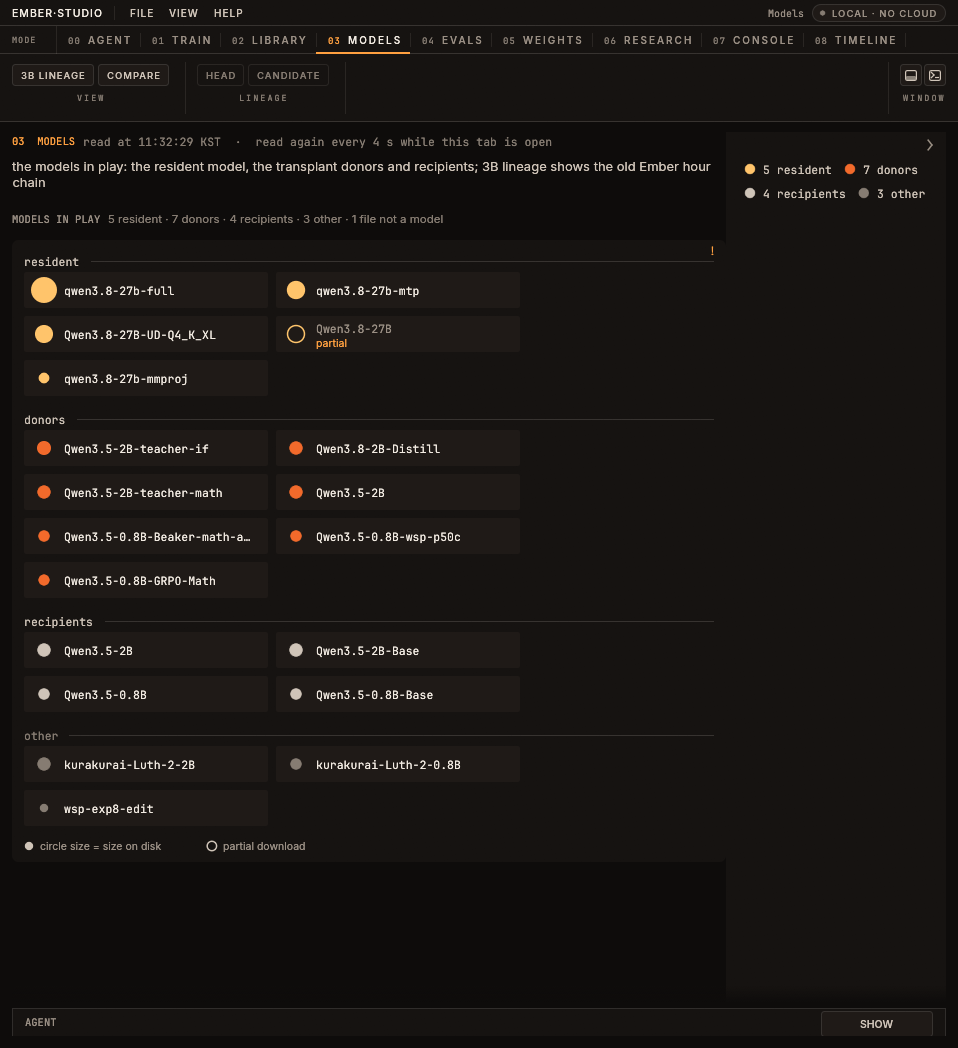 EMBER·STUDIO FILE VIEW HELP Models LOCAL · NO CLOUD
MODE 00 AGENT 01 TRAIN 02 LIBRARY 03 MODELS 04 EVALS 05 WEIGHTS 06 RESEARCH 07 CONSOLE 08 TIMELINE
3B LINEAGE COMPARE HEAD CANDIDATE
VIEW LINEAGE WINDOW
03 MODELS read at 11:32:29 KST · read again every 4 s while this tab is open
the models in play: the resident model, the transplant donors and recipients; 3B lineage shows the old Ember hour
chain
5 resident 7 donors
4 recipients 3 other
MODELS IN PLAY 5 resident · 7 donors · 4 recipients · 3 other · 1 file not a model
!
resident
qwen3.8-27b-full qwen3.8-27b-mtp
Qwen3.8-27B-UD-Q4_K_XL Qwen3.8-27B
partial
qwen3.8-27b-mmproj
donors
Qwen3.5-2B-teacher-if Qwen3.8-2B-Distill
Qwen3.5-2B-teacher-math Qwen3.5-2B
Qwen3.5-0.8B-Beaker-math-a… Qwen3.5-0.8B-wsp-p50c
Qwen3.5-0.8B-GRPO-Math
recipients
Qwen3.5-2B Qwen3.5-2B-Base
Qwen3.5-0.8B Qwen3.5-0.8B-Base
other
kurakurai-Luth-2-2B kurakurai-Luth-2-0.8B
wsp-exp8-edit
circle size = size on disk partial download
AGENT SHOW